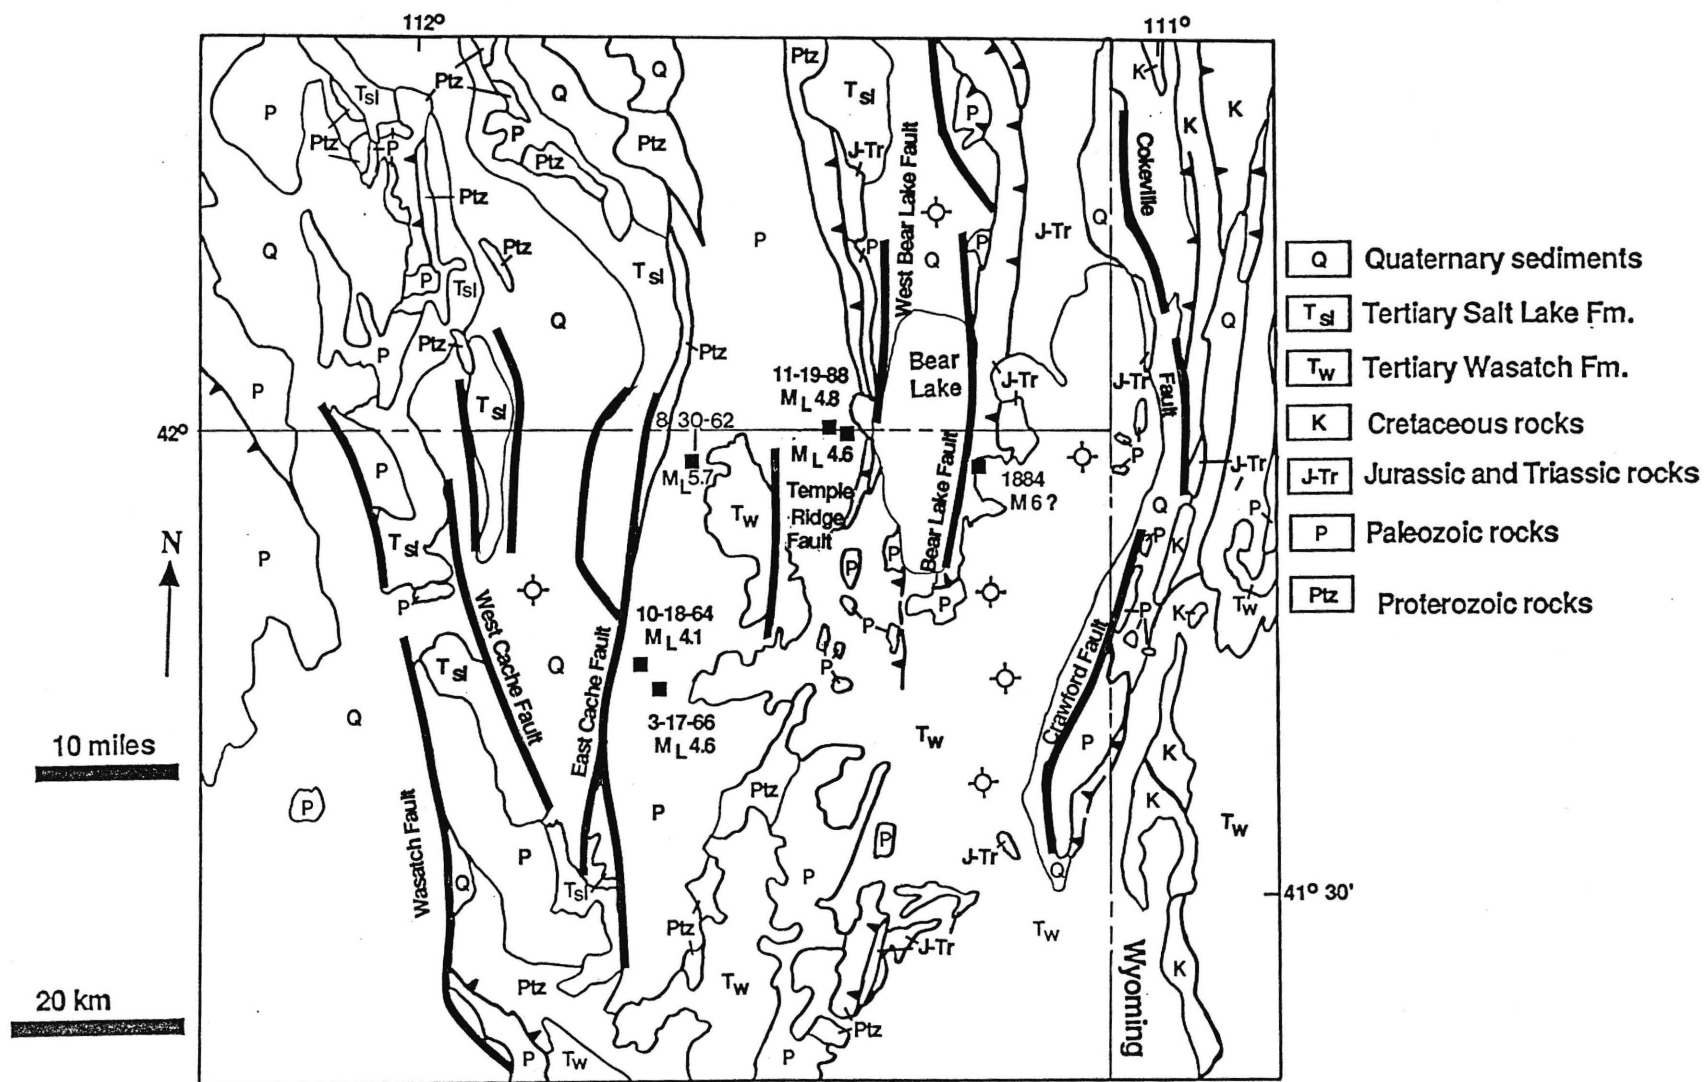 112°
111°
Ptz
Q
Ptz
K
P
Tsl
Ptz
Q
Tsl
P
K
K
Ptz
P
P
Ptz
Ptz
J-Tr
Cokeville
Ptz
West Bear Lake Fault
Q
Q
P
Tsl
Ptz
P
P
Q
J-Tr
P
Tsl
Q
Ptz
Q
Ptz
P
P
Tsl
11-19-88
ML 4.8
Bear
Lake
J-Tr
J-Tr
Fault
42°
8/30-62
ML 5.7
ML 4.6
P
Tw
Temple
Ridge
Fault
Bear Lake Fault
1884
M 6 ?
P
J-Tr
P
Q
N
P
Tsl
P
P
P
K
P
Tw
P
West Cache Fault
10-18-64
ML 4.1
P
P
P
K
Tsl
Q
East Cache Fault
Crawford Fault
Q
3-17-66
ML 4.6
Tw
P
K
10 miles
P
Wasatch Fault
P
Ptz
P
K
Tw
P
Q
Tsl
P
J-Tr
Q
41° 30'
Ptz
J-Tr
Tw
Wyoming
K
20 km
Ptz
Tw
Ptz
P
Tw
P
Q Quaternary sediments
Tsl Tertiary Salt Lake Fm.
Tw Tertiary Wasatch Fm.
K Cretaceous rocks
J-Tr Jurassic and Triassic rocks
P Paleozoic rocks
Ptz Proterozoic rocks